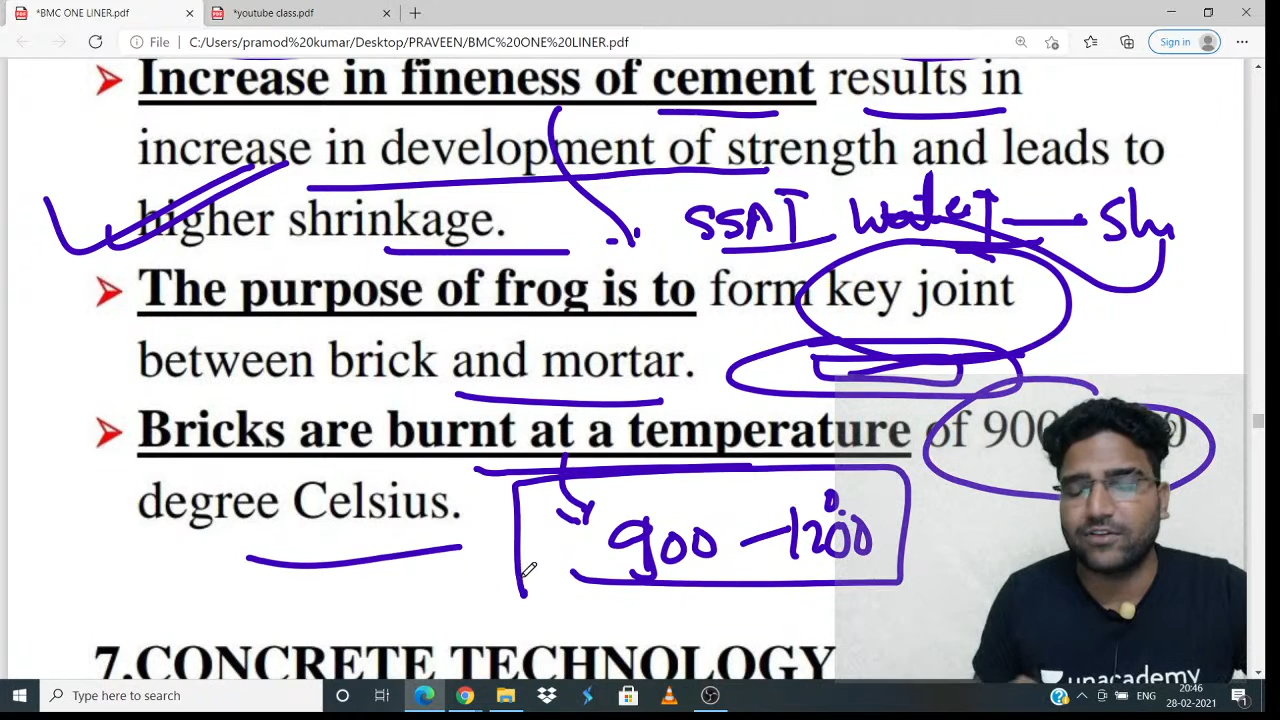 *BMC ONE LINER.pdf
*youtube class.pdf
File
C:/Users/pramod%20kumar/Desktop/PRAVEEN/BMC%20ONE%20LINER.pdf
Sign in
Increase in fineness of cement results in
increase in development of strength and leads to
higher shrinkage.
SSA↑ water↑ — Shr
The purpose of frog is to form key joint
between brick and mortar.
Bricks are burnt at a temperature of 900
degree Celsius.
900 - 1200
7.CONCRETE TECHNOLOGY
unacademy
Type here to search
ENG
20:46
28-02-2021